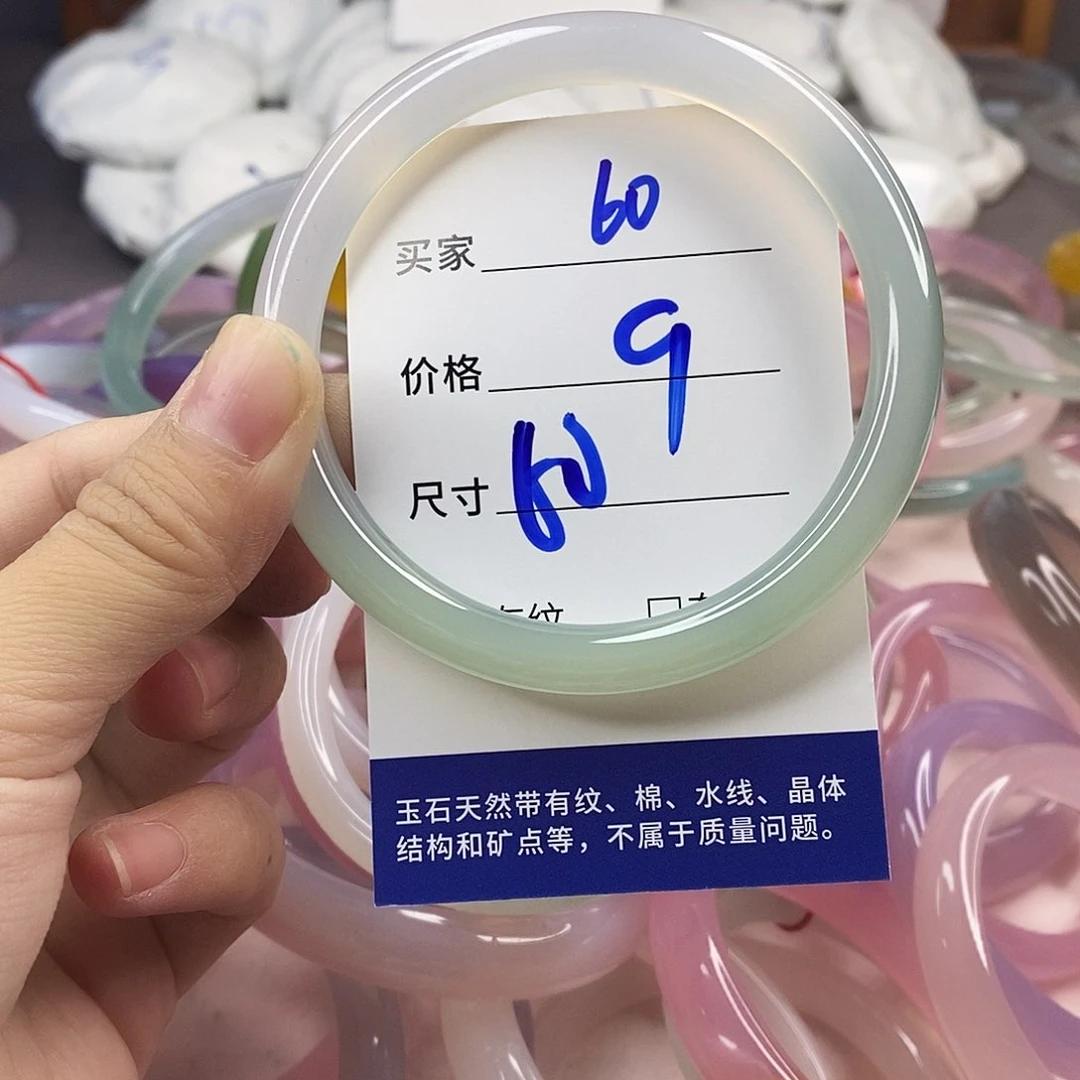 买家 60
价格 9
尺寸 60
纹
玉石天然带有纹、棉、水线、晶体
结构和矿点等，不属于质量问题。